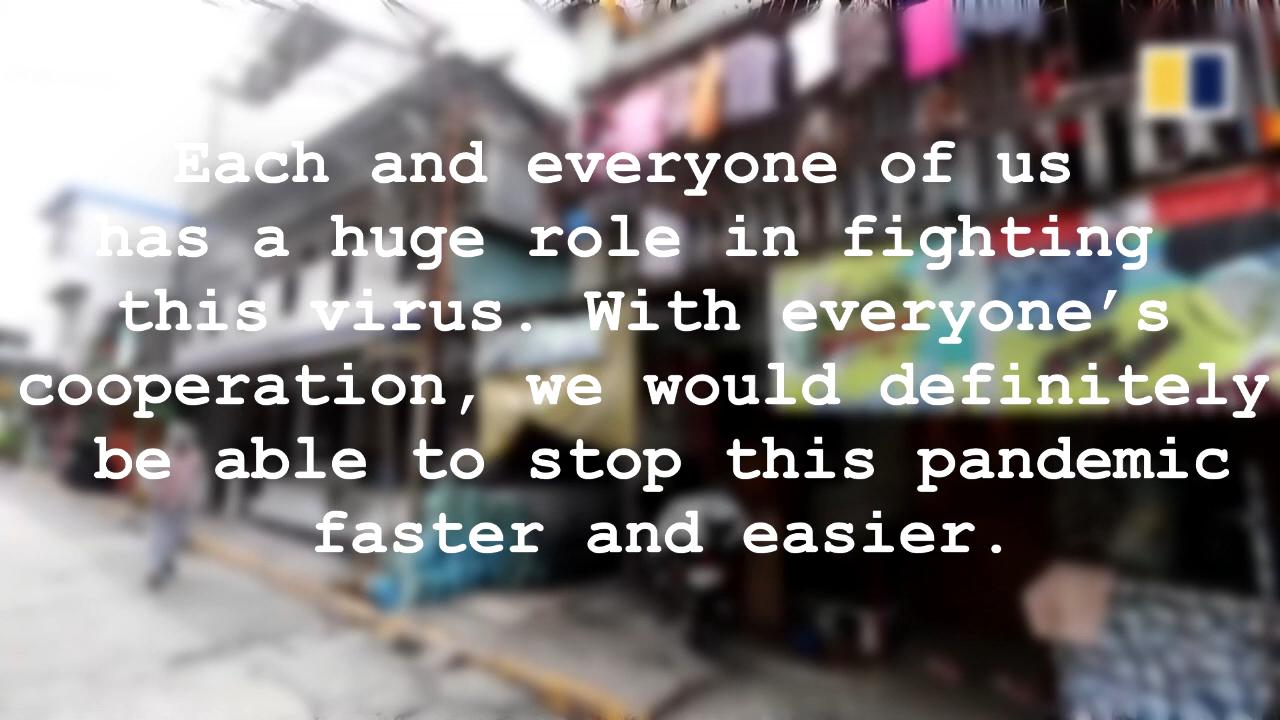 Each and everyone of us
has a huge role in fighting
this virus. With everyone’s
cooperation, we would definitely
be able to stop this pandemic
faster and easier.